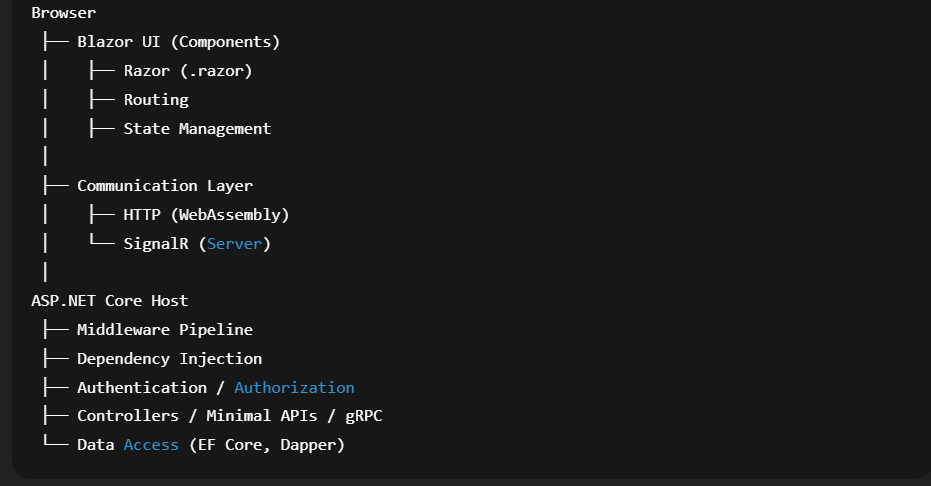 Browser
├── Blazor UI (Components)
│    ├── Razor (.razor)
│    ├── Routing
│    ├── State Management
│
├── Communication Layer
│    ├── HTTP (WebAssembly)
│    └── SignalR (Server)
│
ASP.NET Core Host
├── Middleware Pipeline
├── Dependency Injection
├── Authentication / Authorization
├── Controllers / Minimal APIs / gRPC
└── Data Access (EF Core, Dapper)